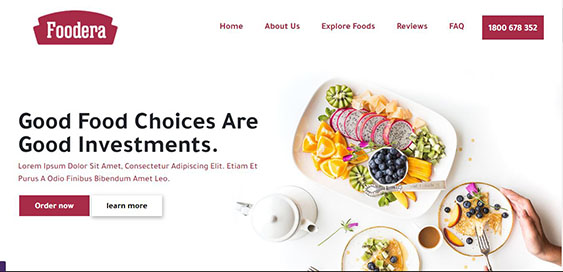 Foodera
Home About Us Explore Foods Reviews FAQ 1800 678 352
Good Food Choices Are
Good Investments.
Lorem Ipsum Dolor Sit Amet, Consectetur Adipiscing Elit. Etiam Et
Purus A Odio Finibus Bibendum Amet Leo.
Order now learn more